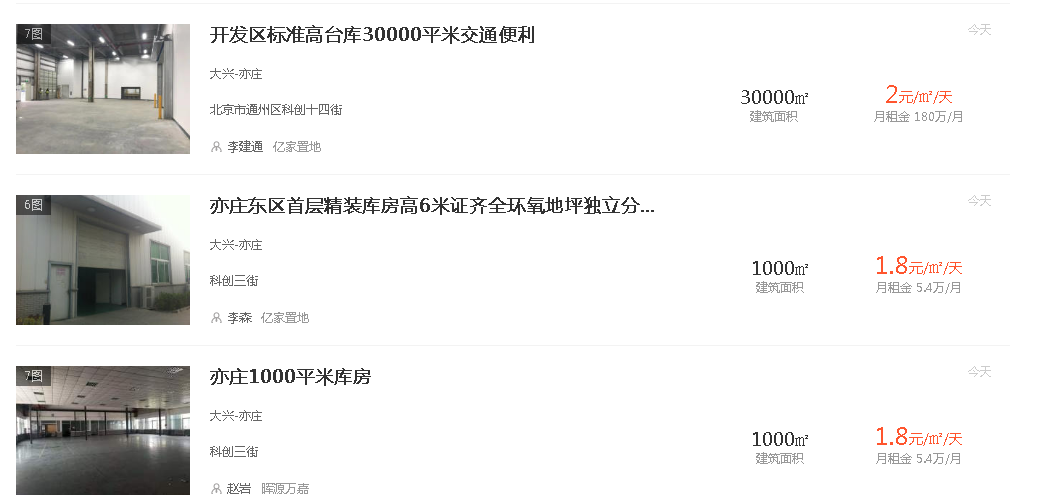 7图
开发区标准高台库30000平米交通便利
今天
大兴-亦庄
30000㎡
2元/㎡/天
北京市通州区科创十四街
建筑面积
月租金 180万/月
李建通 亿家置地
6图
亦庄东区首层精装库房高6米证齐全环氧地坪独立分...
今天
大兴-亦庄
1000㎡
1.8元/㎡/天
科创三街
建筑面积
月租金 5.4万/月
李森 亿家置地
7图
亦庄1000平米库房
今天
大兴-亦庄
1000㎡
1.8元/㎡/天
科创三街
建筑面积
月租金 5.4万/月
赵岩 晖源万嘉